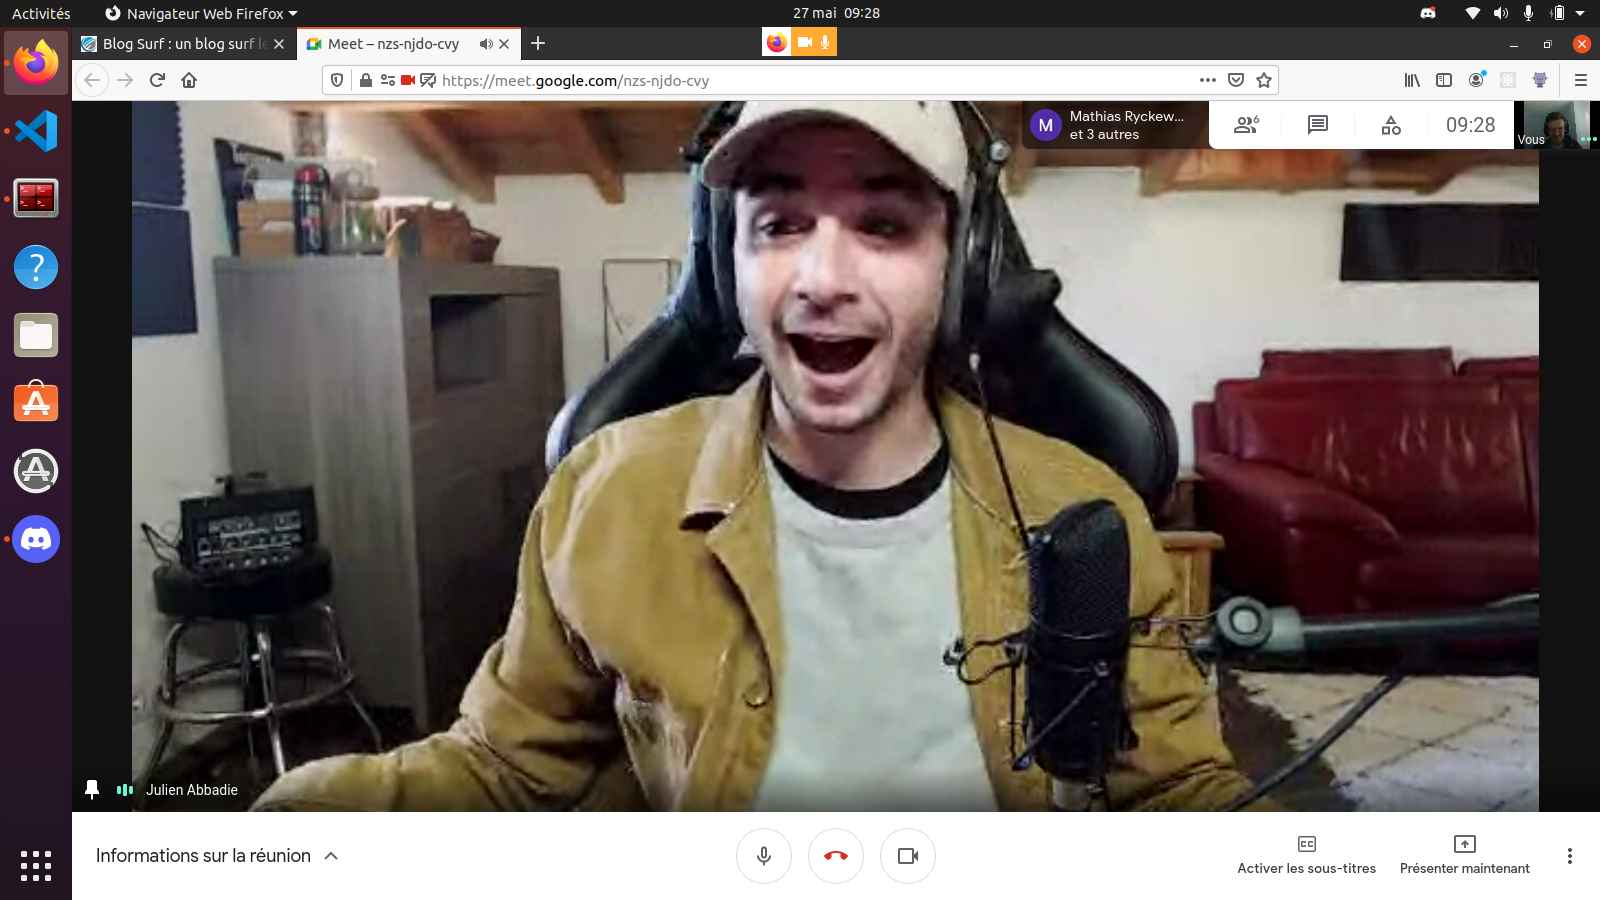 Activités
Navigateur Web Firefox
27 mai 09:28
Blog Surf : un blog surf le
Meet – nzs-njdo-cvy
https://meet.google.com/nzs-njdo-cvy
Mathias Ryckew...
et 3 autres
M
6
09:28
Vous
Julien Abbadie
Informations sur la réunion
CC
Activer les sous-titres
Présenter maintenant